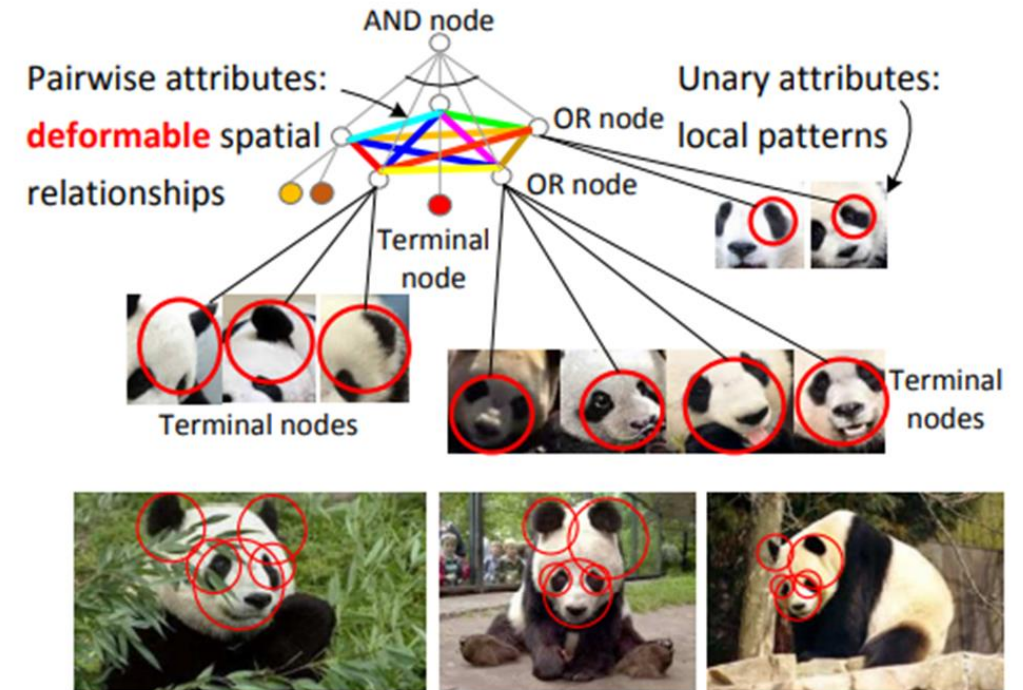 AND node
Pairwise attributes:
deformable spatial
relationships
Unary attributes:
local patterns
OR node
OR node
Terminal
node
Terminal nodes
Terminal
nodes